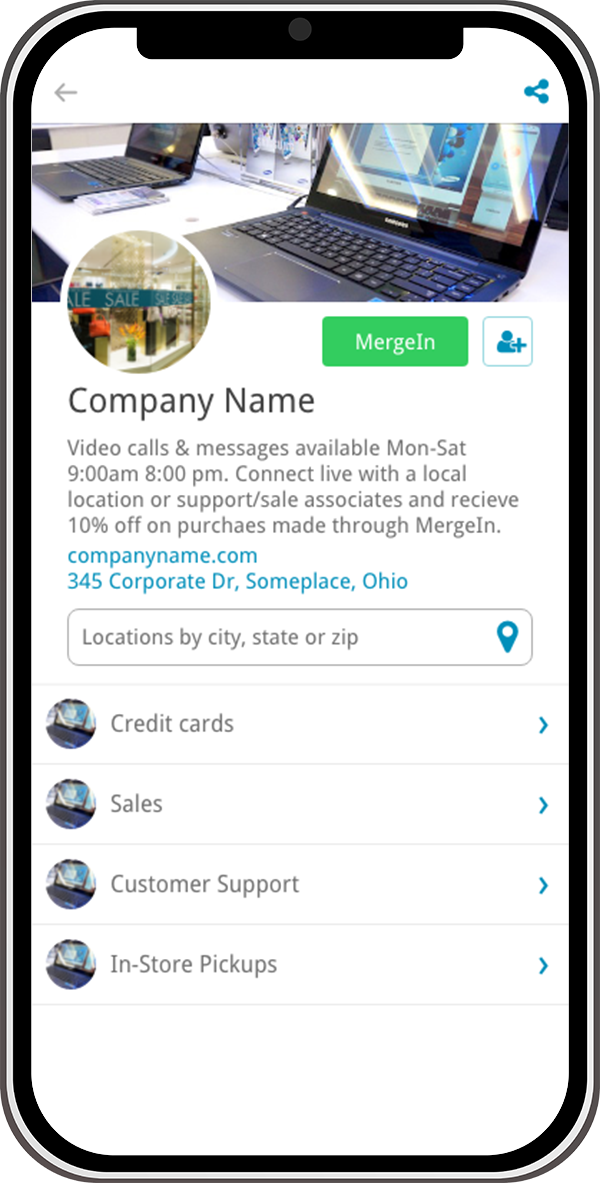 SAMSUNG
ALE SALE SALE SALE
MergeIn
Company Name
Video calls & messages available Mon-Sat
9:00am 8:00 pm. Connect live with a local
location or support/sale associates and recieve
10% off on purchaes made through MergeIn.
companyname.com
345 Corporate Dr, Someplace, Ohio
Locations by city, state or zip
Credit cards
Sales
Customer Support
In-Store Pickups